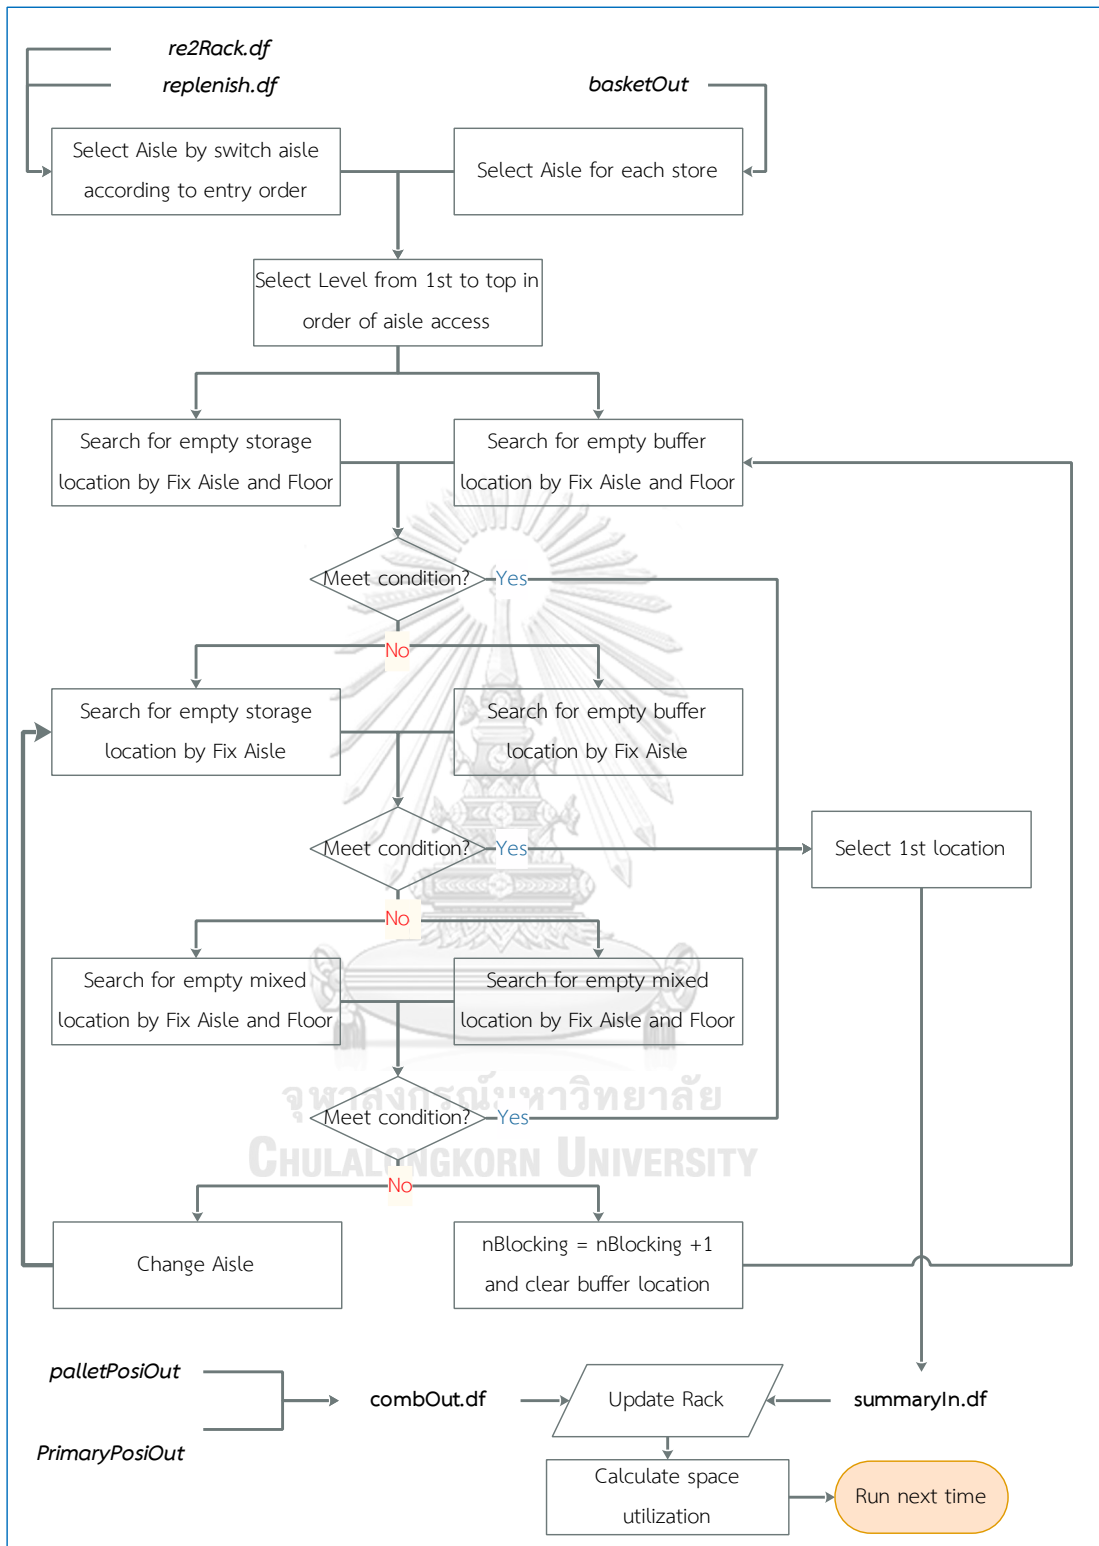 re2Rack.df
replenish.df
basketOut
Select Aisle by switch aisle
according to entry order
Select Aisle for each store
Select Level from 1st to top in
order of aisle access
Search for empty storage
location by Fix Aisle and Floor
Search for empty buffer
location by Fix Aisle and Floor
Meet condition?
Yes
No
Search for empty storage
location by Fix Aisle
Search for empty buffer
location by Fix Aisle
Meet condition?
Yes
Select 1st location
No
Search for empty mixed
location by Fix Aisle and Floor
Search for empty mixed
location by Fix Aisle and Floor
จุฬาลงกรณ์มหาวิทยาลัย
Meet condition?
Yes
CHULALONGKORN UNIVERSITY
No
Change Aisle
nBlocking = nBlocking +1
and clear buffer location
palletPosiOut
PrimaryPosiOut
combOut.df
Update Rack
summaryIn.df
Calculate space
utilization
Run next time